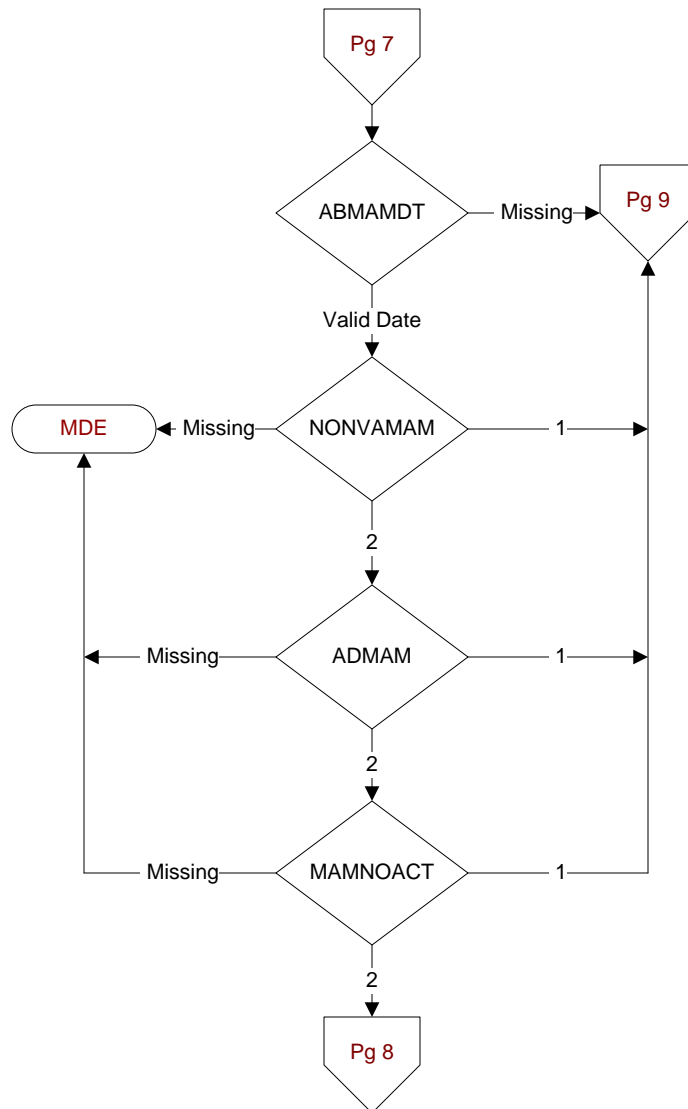 Pg 7
ABMAMDT
Missing
Pg 9
Valid Date
MDE
Missing
NONVAMAM
1
2
Missing
ADMAM
1
2
Missing
MAMNOACT
1
2
Pg 8